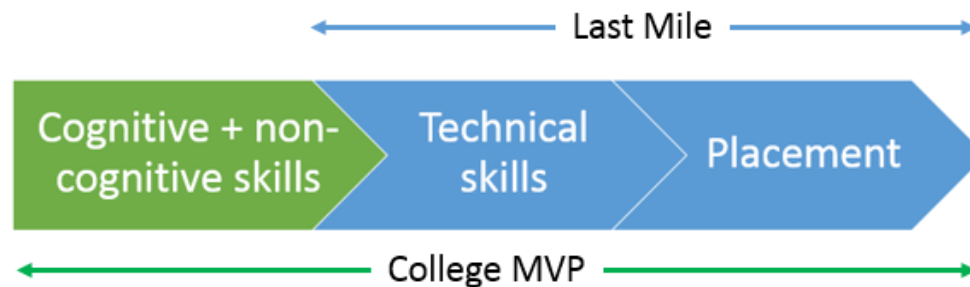 Last Mile
Cognitive + non-
cognitive skills
Technical
skills
Placement
College MVP